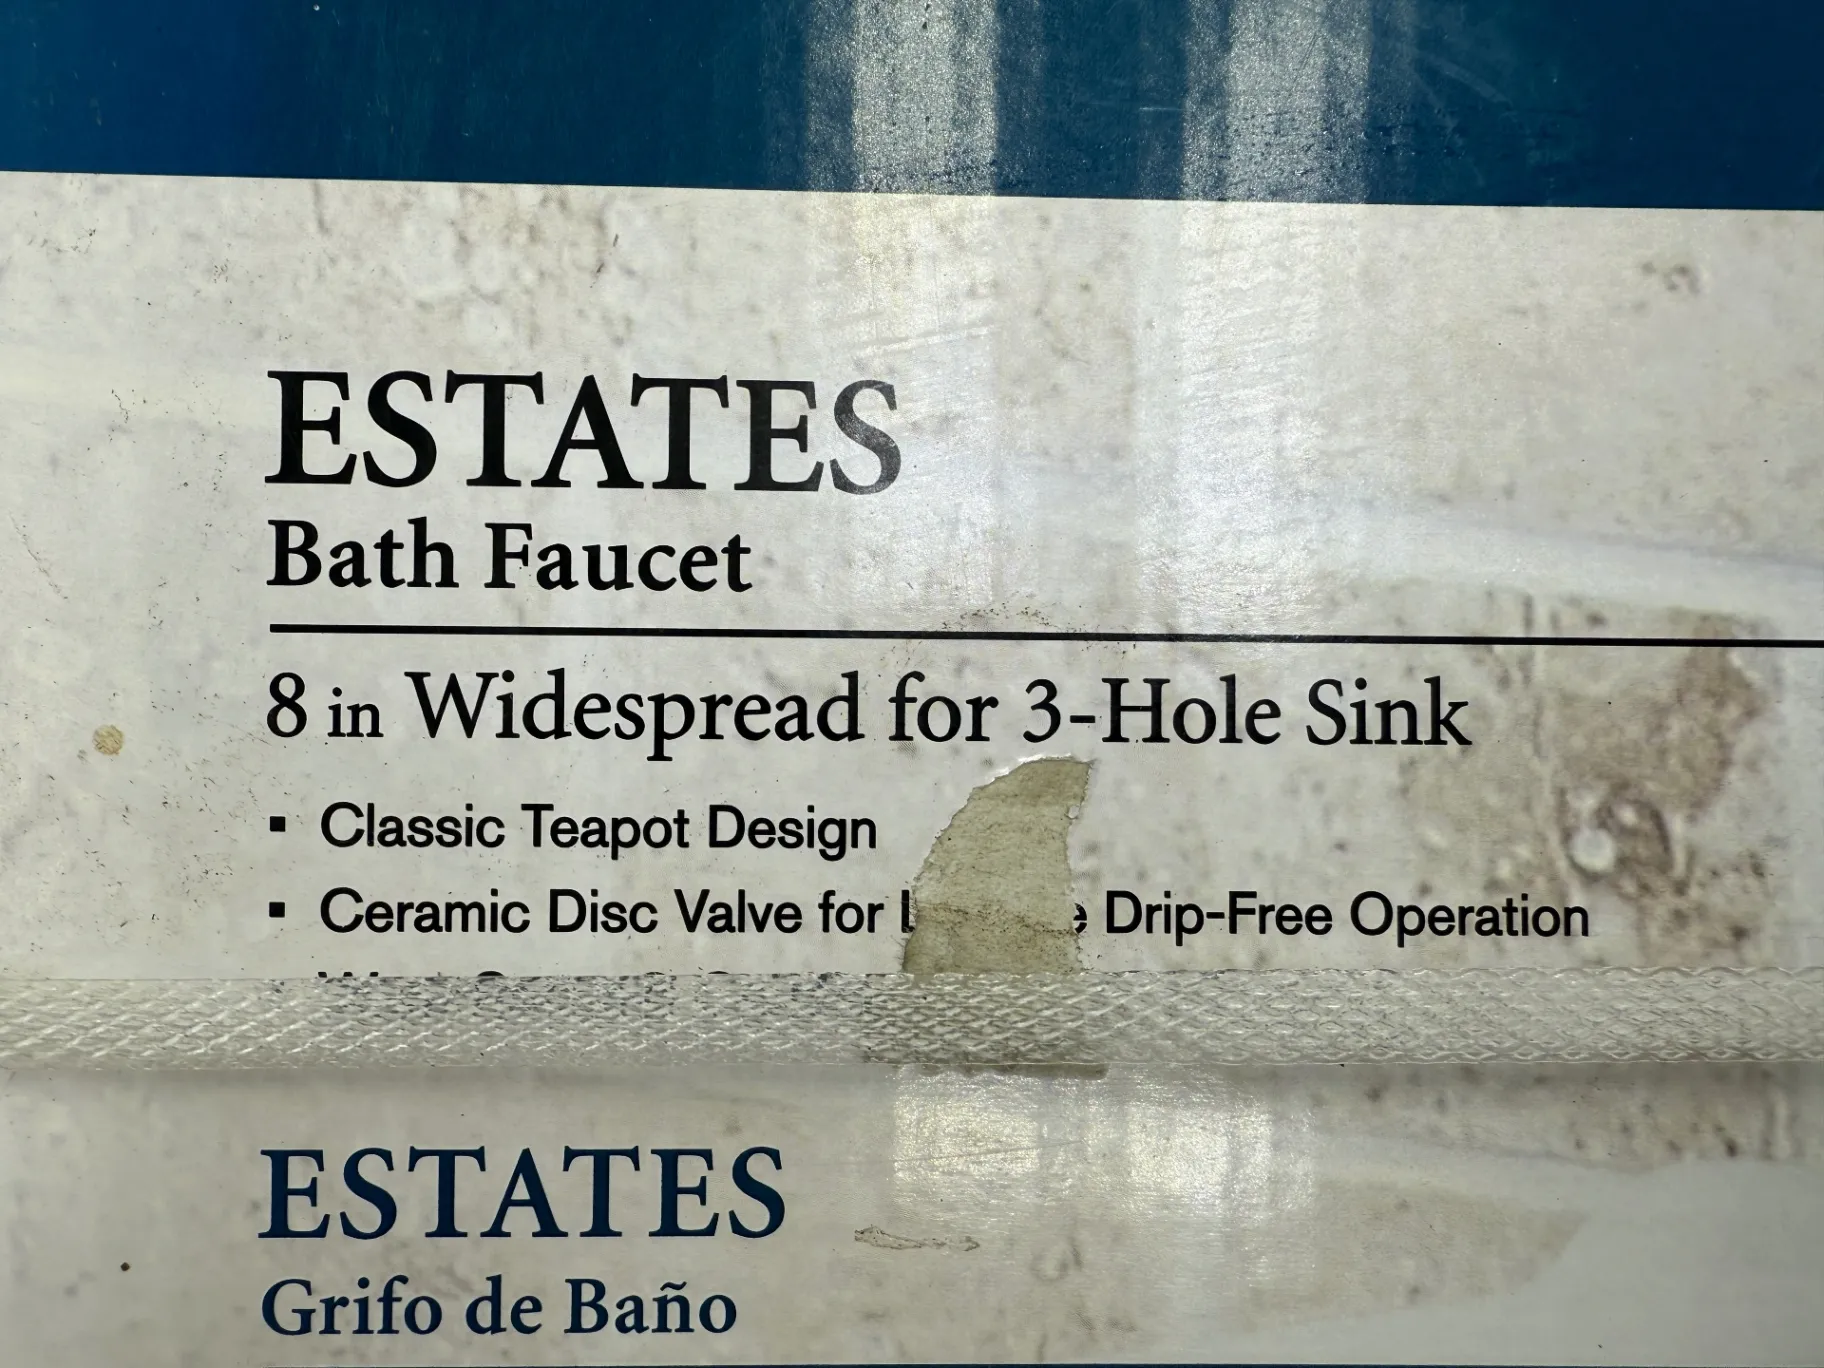 ESTATES
Bath Faucet
8 in Widespread for 3-Hole Sink
▪ Classic Teapot Design
▪ Ceramic Disc Valve for Drip-Free Operation
ESTATES
Grifo de Baño